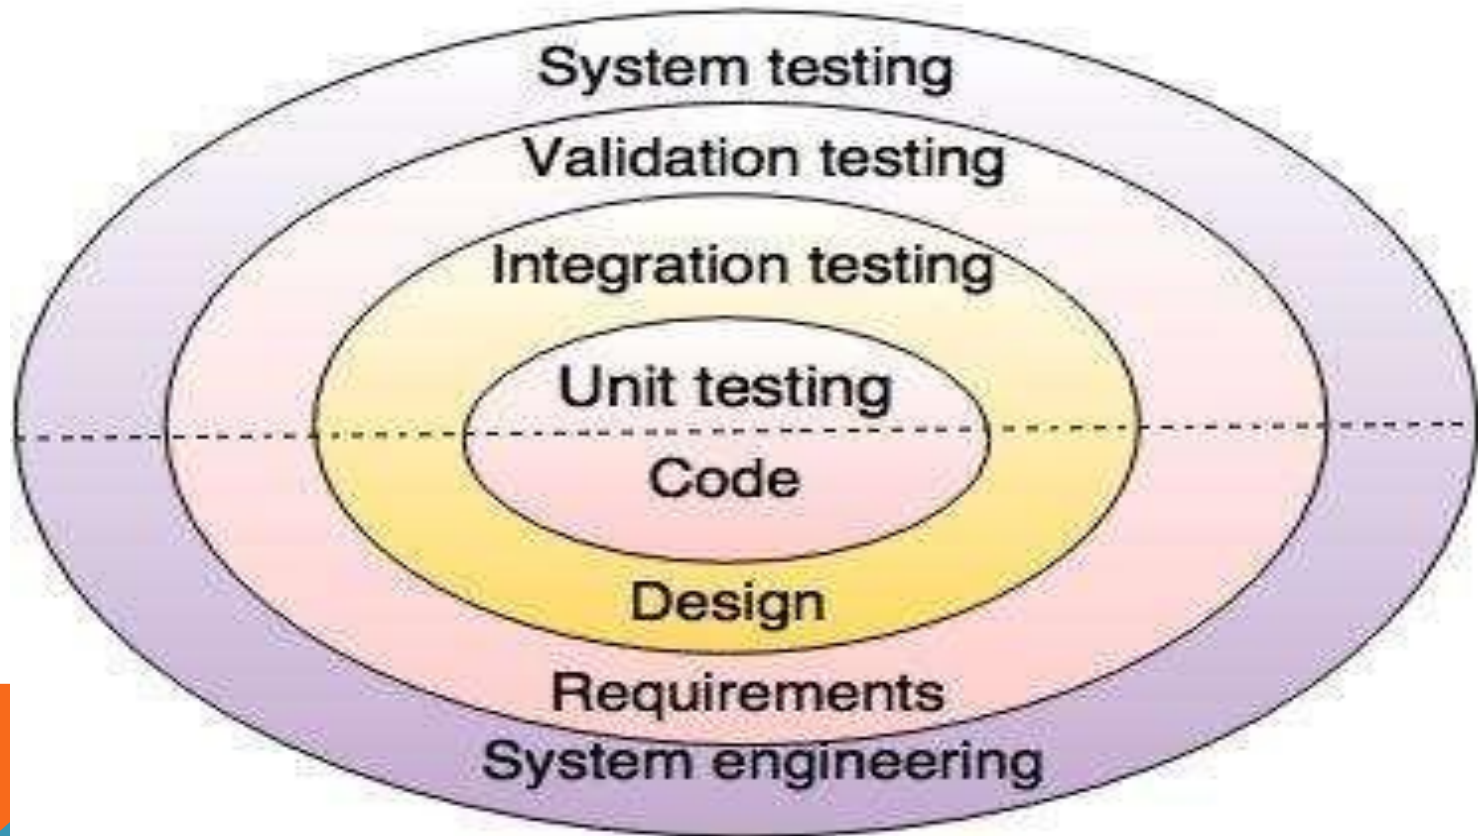 System testing
Validation testing
Integration testing
Unit testing
Code
Design
Requirements
System engineering